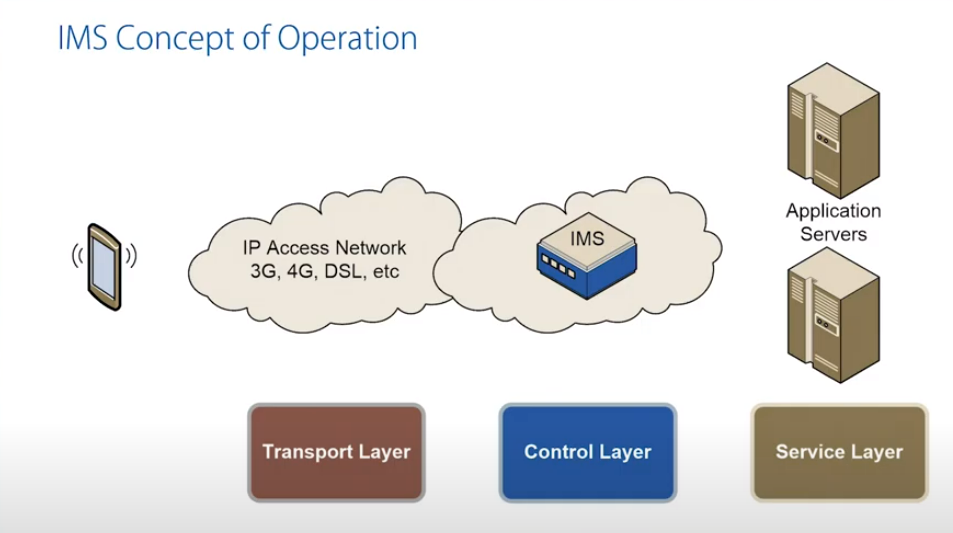 IMS Concept of Operation
IP Access Network
3G, 4G, DSL, etc
IMS
Application
Servers
Transport Layer
Control Layer
Service Layer